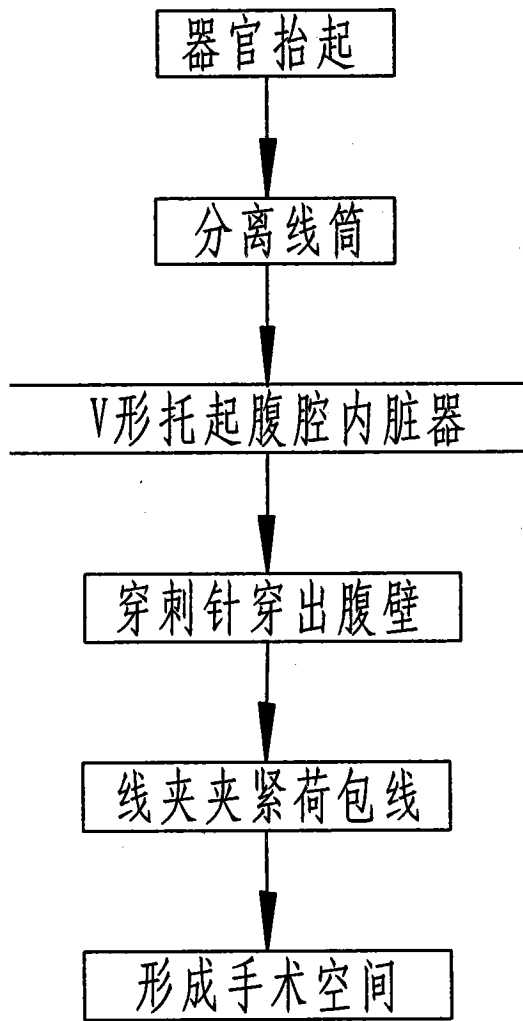 器官抬起
分离线筒
V形托起腹腔内脏器
穿刺针穿出腹壁
线夹夹紧荷包线
形成手术空间